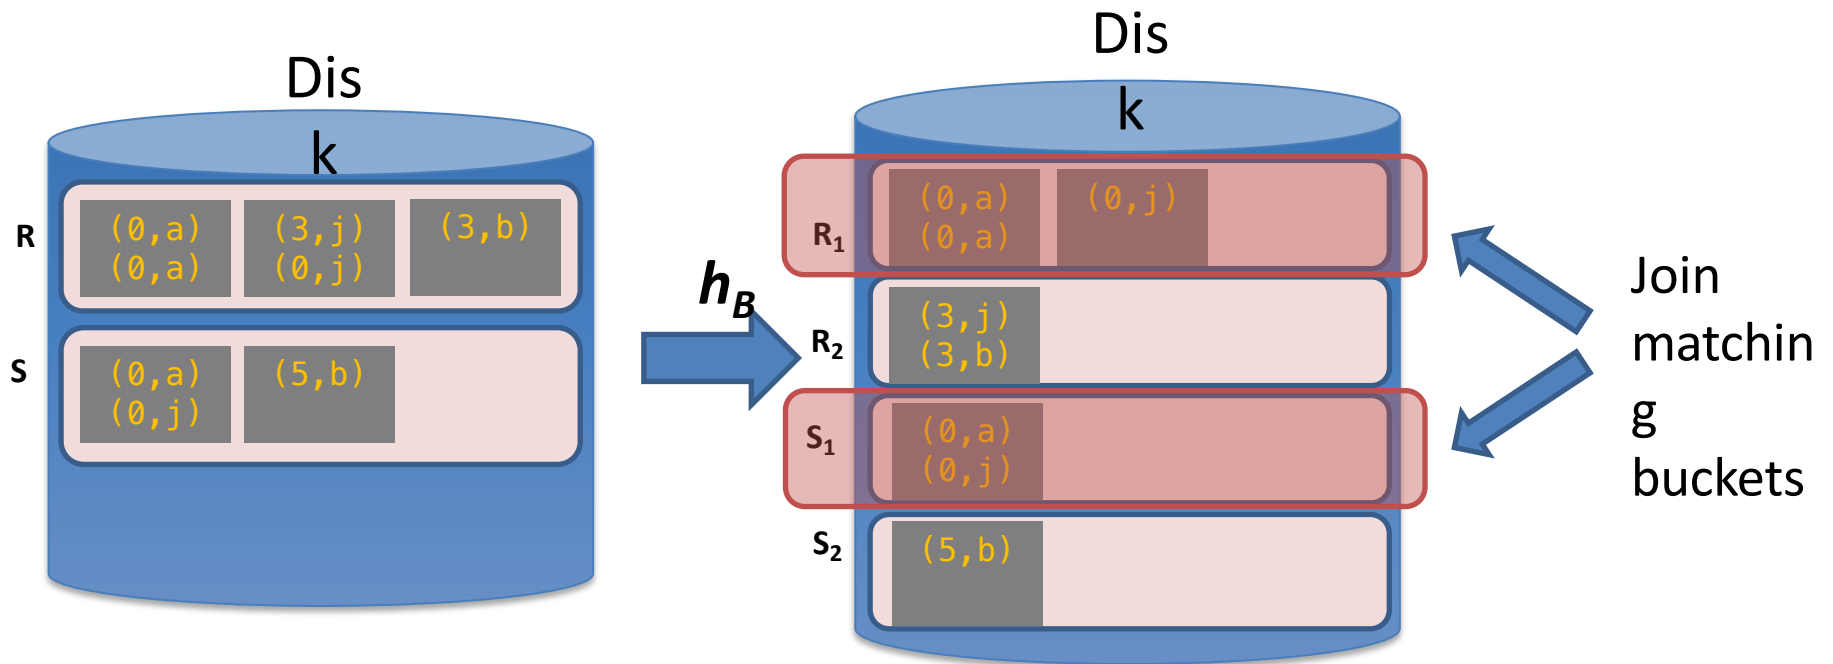 Dis
k
R
(0,a)
(0,a)
(3,j)
(0,j)
(3,b)
S
(0,a)
(0,j)
(5,b)
h_B
Dis
k
R1
(0,a)
(0,a)
(0,j)
R2
(3,j)
(3,b)
S1
(0,a)
(0,j)
S2
(5,b)
Join
matchin
g
buckets